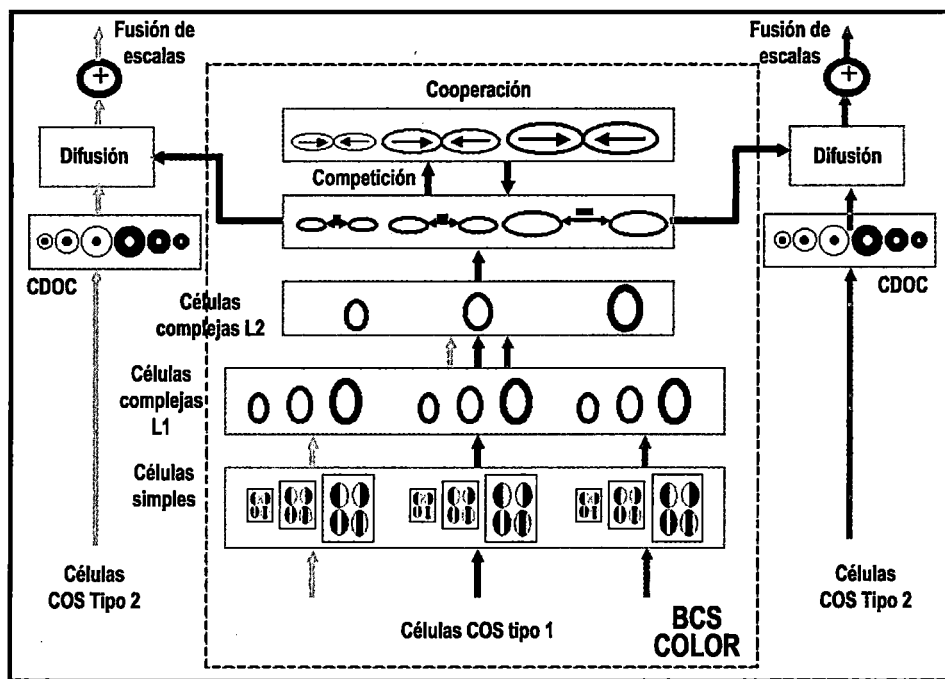 Fusión de
escalas
Difusión
CDOC
Células
COS Tipo 2
Cooperación
Competición
Células
complejas L2
Células
complejas
L1
Células
simples
Células COS tipo 1
BCS
COLOR
Fusión de
escalas
Difusión
CDOC
Células
COS Tipo 2